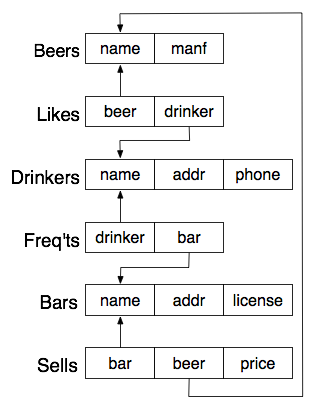 Beers name manf
Likes beer drinker
Drinkers name addr phone
Freq'ts drinker bar
Bars name addr license
Sells bar beer price